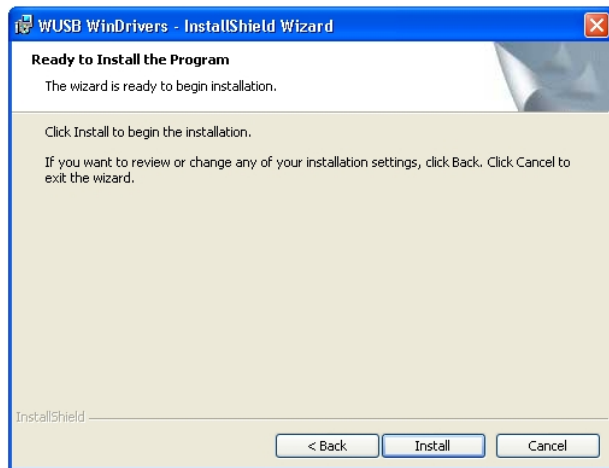 WUSB WinDrivers - InstallShield Wizard
Ready to Install the Program
The wizard is ready to begin installation.
Click Install to begin the installation.
If you want to review or change any of your installation settings, click Back. Click Cancel to
exit the wizard.
InstallShield
< Back Install Cancel